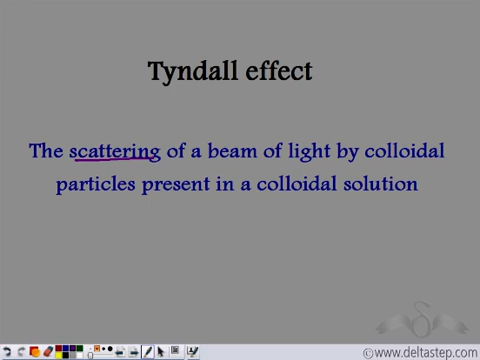 Tyndall effect
The scattering of a beam of light by colloidal
particles present in a colloidal solution
© www.deltastep.com